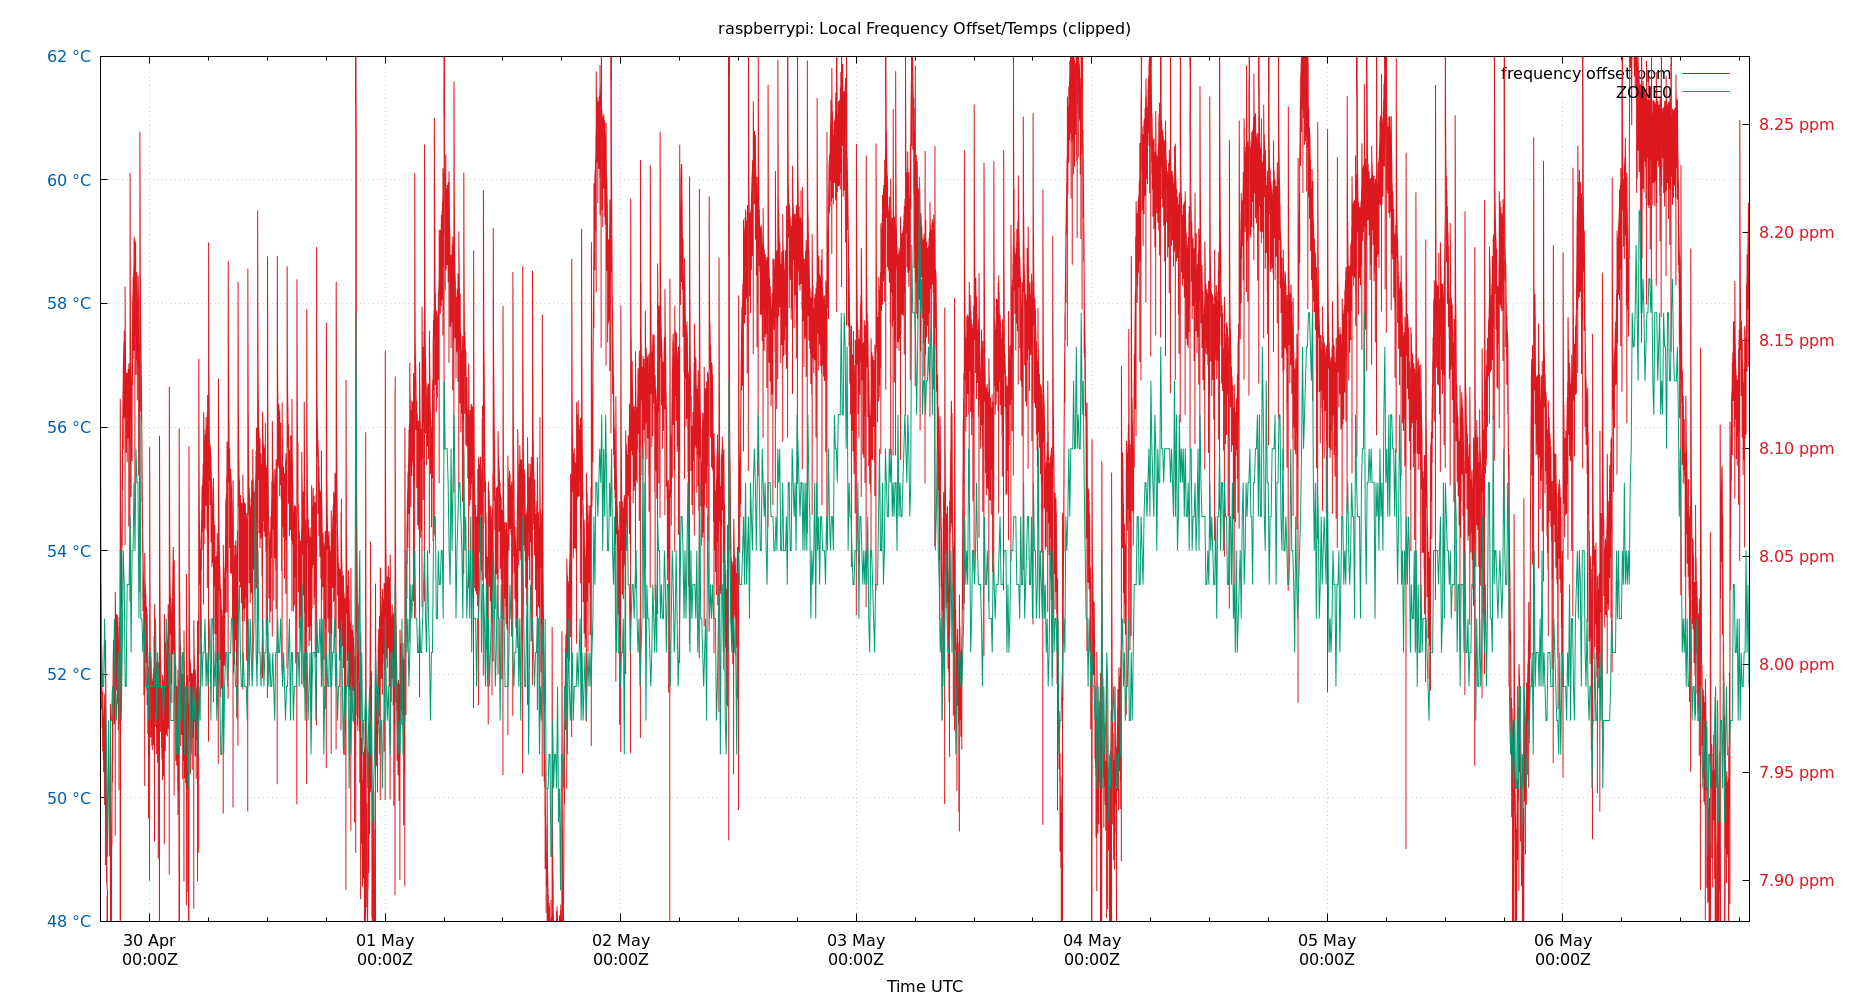 raspberrypi: Local Frequency Offset/Temps (clipped)
62 °C
60 °C
58 °C
56 °C
54 °C
52 °C
50 °C
48 °C
frequency offset ppm
ZONE0
8.25 ppm
8.20 ppm
8.15 ppm
8.10 ppm
8.05 ppm
8.00 ppm
7.95 ppm
7.90 ppm
30 Apr 01 May 02 May 03 May 04 May 05 May 06 May
00:00Z 00:00Z 00:00Z 00:00Z 00:00Z 00:00Z 00:00Z
Time UTC